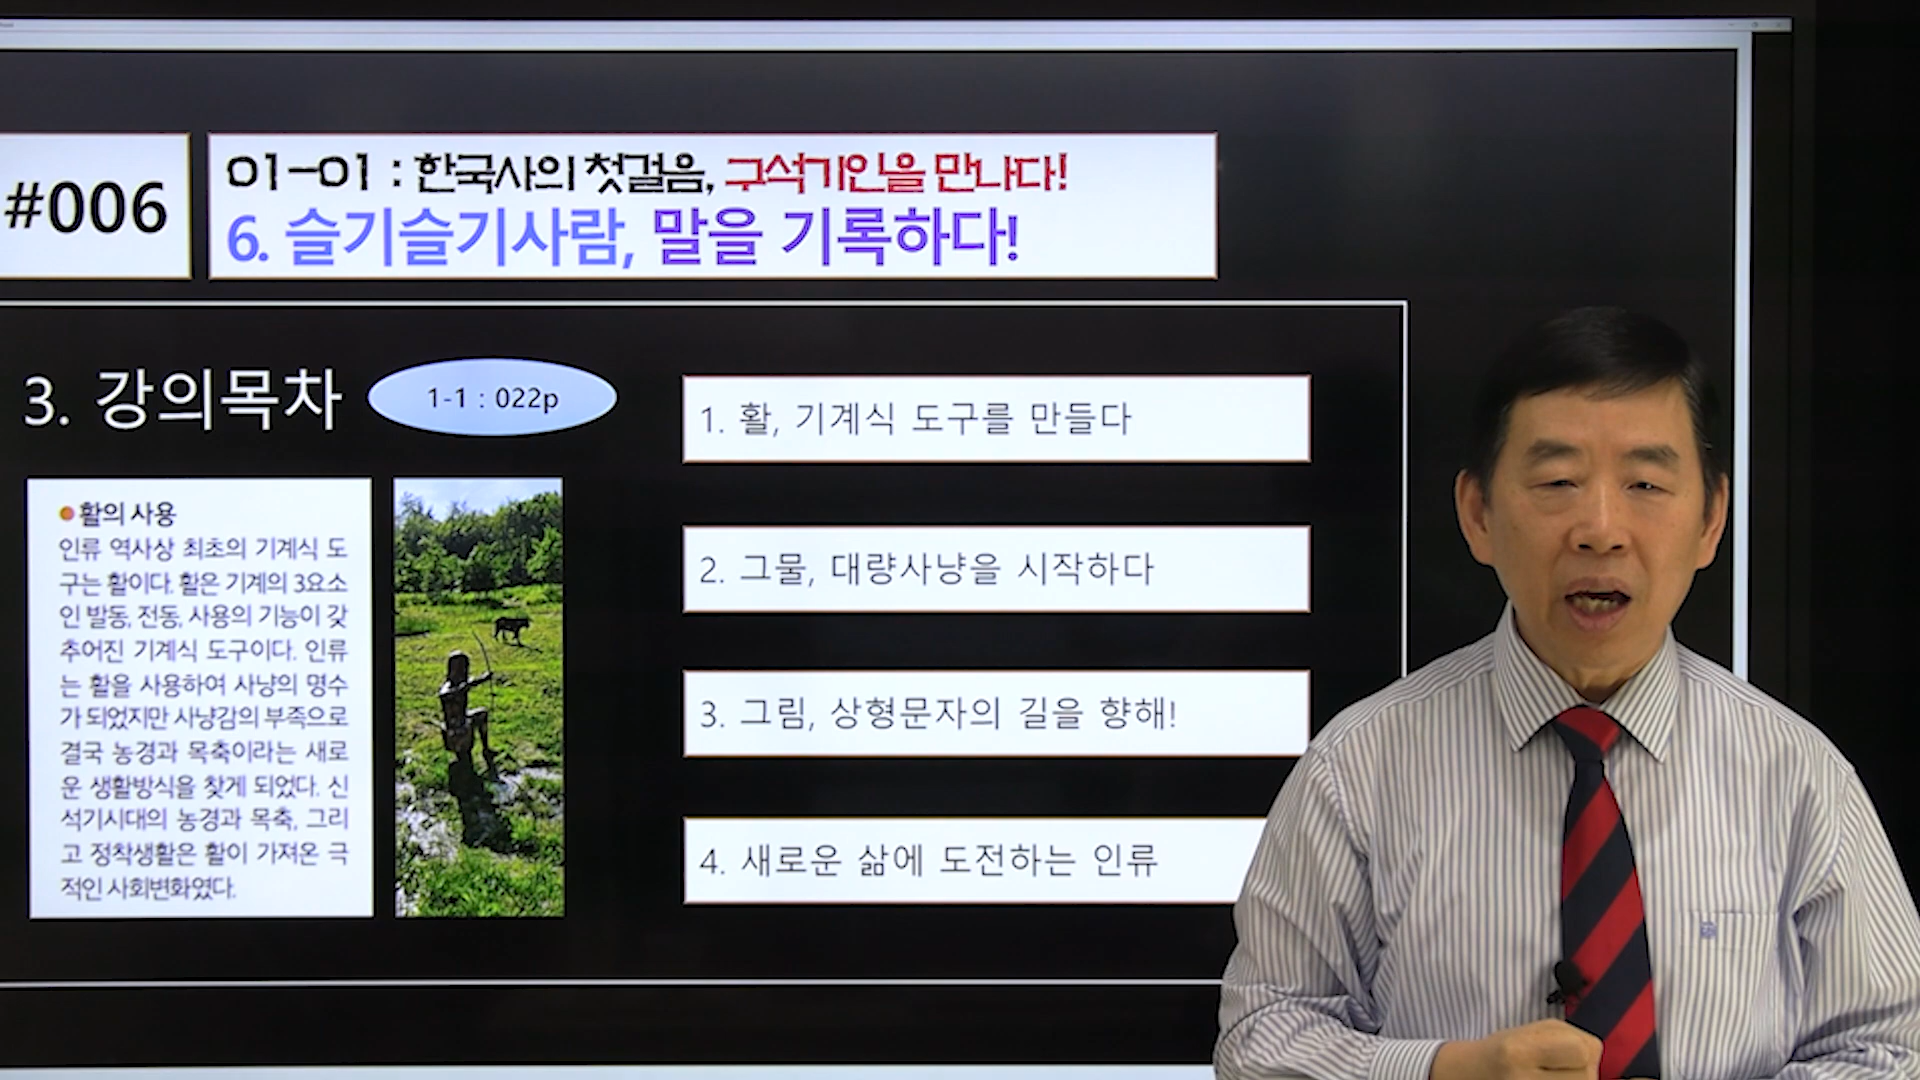 #006
01-01 : 한국사의 첫걸음, 구석기인을 만나다!
6. 슬기슬기사람, 말을 기록하다!
3. 강의목차
1-1 : 022p
활의 사용
인류 역사상 최초의 기계식 도
구는 활이다. 활은 기계의 3요소
인 발동, 전동, 사용의 기능이 갖
추어진 기계식 도구이다. 인류
는 활을 사용하여 사냥의 명수
가 되었지만 사냥감의 부족으로
결국 농경과 목축이라는 새로
운 생활방식을 찾게 되었다. 신
석기시대의 농경과 목축, 그리
고 정착생활은 활이 가져온 극
적인 사회변화였다.
1. 활, 기계식 도구를 만들다
2. 그물, 대량사냥을 시작하다
3. 그림, 상형문자의 길을 향해!
4. 새로운 삶에 도전하는 인류